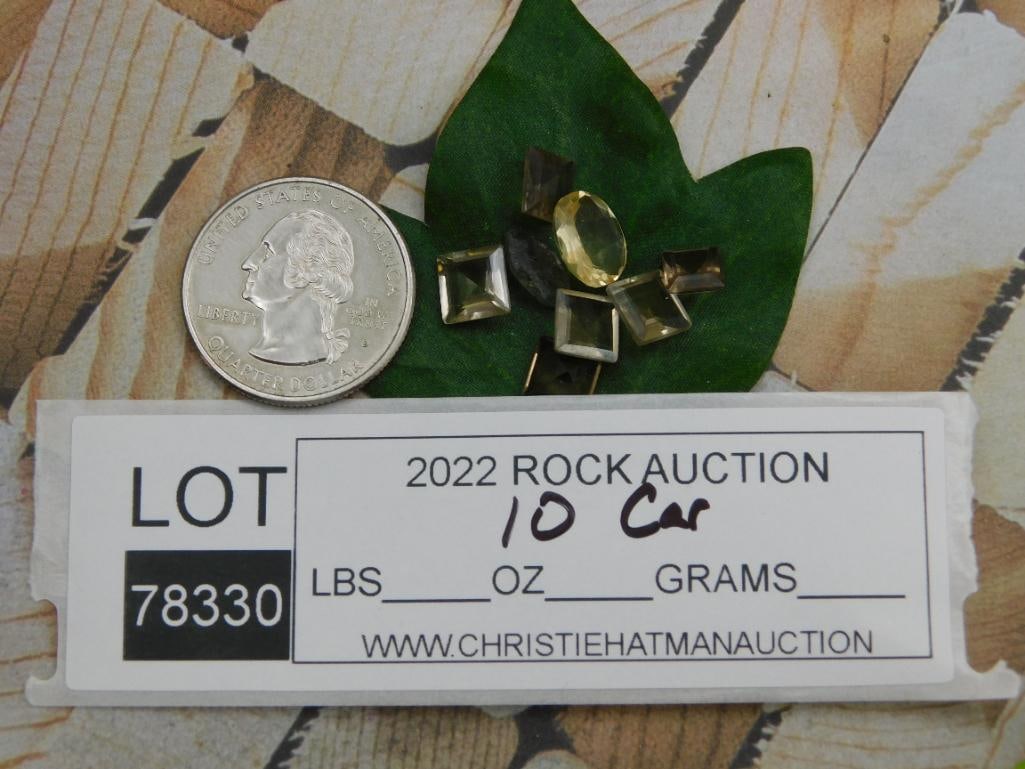 UNITED STATES OF AMERICA
LIBERTY
IN
GOD WE
TRUST
QUARTER DOLLAR
LOT
78330
2022 ROCK AUCTION
10 Car
LBS_____OZ_____GRAMS_____
WWW.CHRISTIEHATMANAUCTION